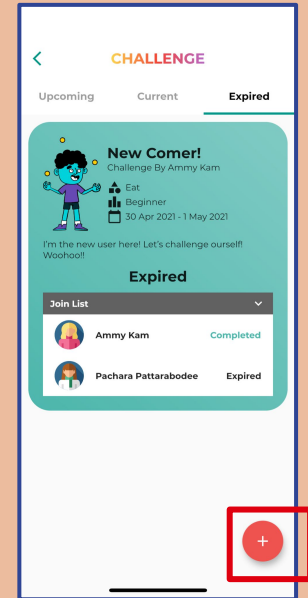 CHALLENGE
Upcoming Current Expired
New Comer!
Challenge By Ammy Kam
Eat
Beginner
30 Apr 2021 - 1 May 2021
I'm the new user here! Let's challenge ourself!
Woohoo!!
Expired
Join List
Ammy Kam Completed
Pachara Pattarabodee Expired
+